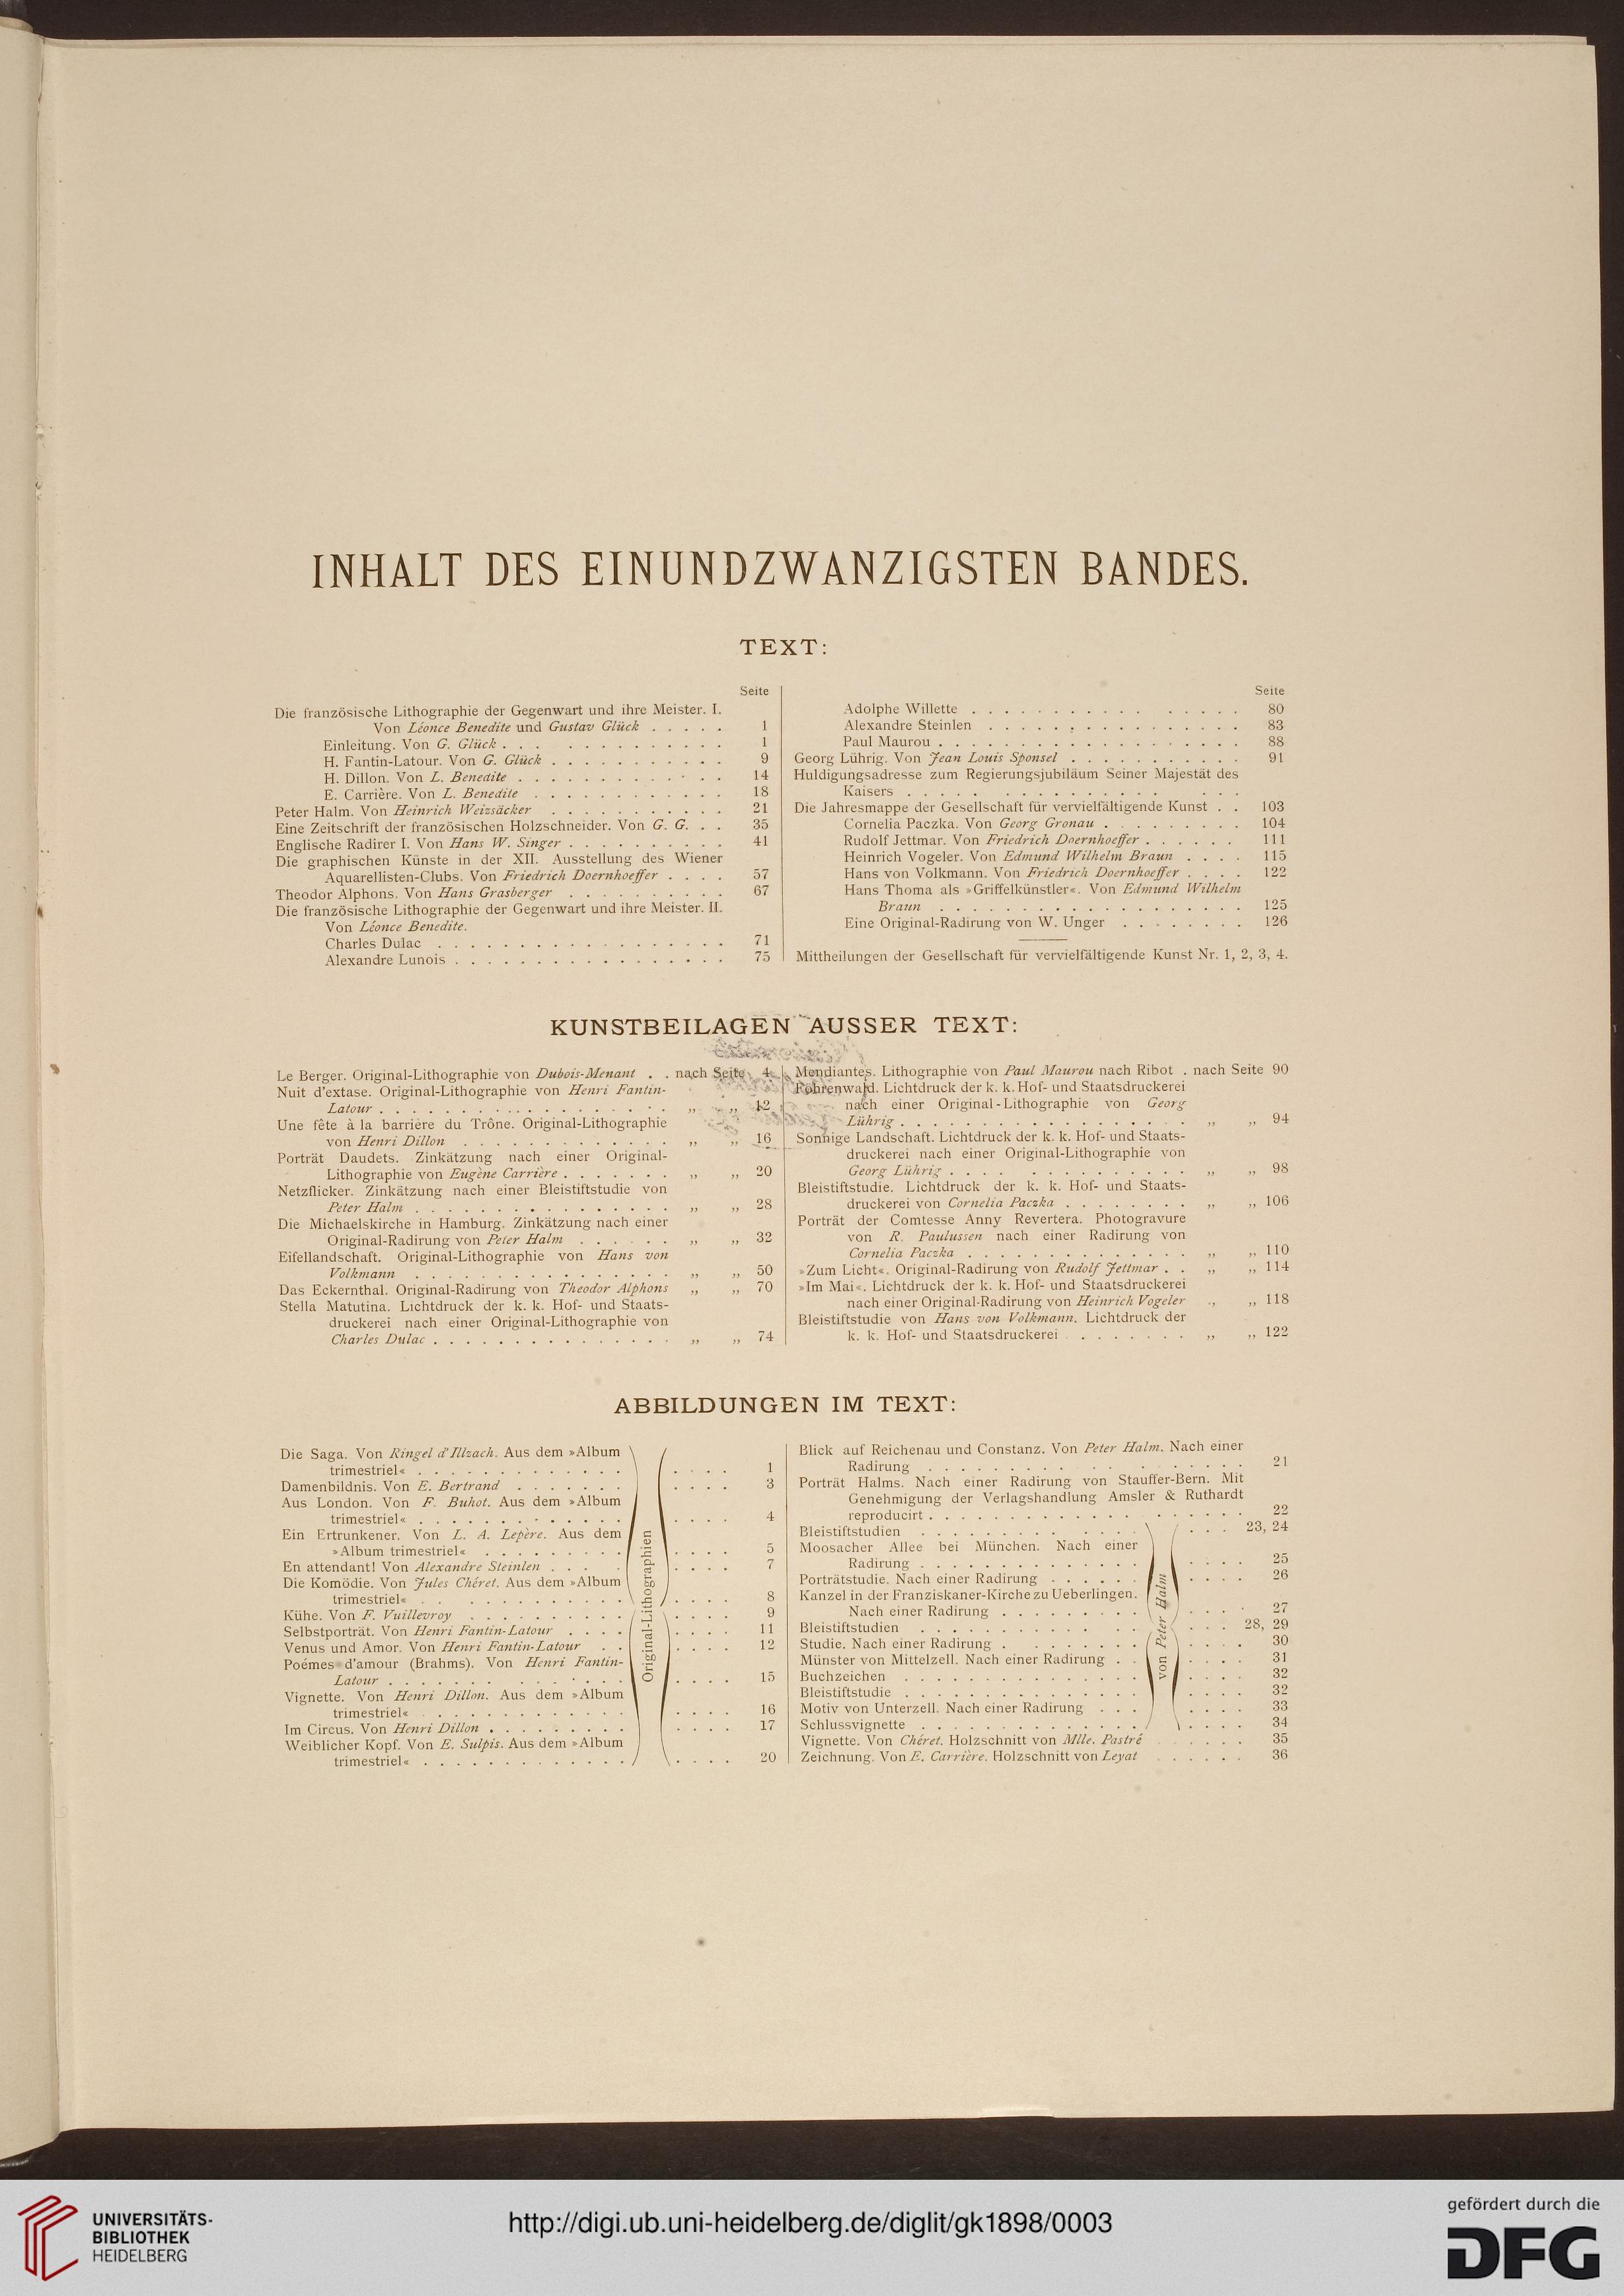 INHALT DES EINUNDZWANZIGSTEN BANDES.
TEXT:
Seite
Die französische Lithographie der Gegenwart und ihre Meister. I.
Von Léonce Benedite und Gustav Glück . . . . . 1
Einleitung. Von G. Glück . . . . . . . . . . . . . 1
H. Fantin-Latour. Von G. Glück . . . . . . . . . . . 9
H. Dillon. Von L. Benedite . . . . . . . . . . . . . 14
E. Carrière. Von L. Benedite . . . . . . . . . . . . 18
Peter Halm. Von Heinrich Weizsäcker . . . . . . . . . . . 21
Eine Zeitschrift der französischen Holzschneider. Von G. G. . . 35
Englische Radirer I. Von Hans W. Singer . . . . . . . . . . 41
Die graphischen Künste in der XII. Ausstellung des Wiener
Aquarellisten-Clubs. Von Friedrich Doernhoeffer . . . . 57
Theodor Alphons. Von Hans Grasberger . . . . . . . . . . 67
Die französische Lithographie der Gegenwart und ihre Meister. II.
Von Léonce Benedite.
Charles Dulac . . . . . . . . . . . . . . . . . . 71
Alexandre Lunois . . . . . . . . . . . . . . . . . 75
Seite
Adolphe Willette . . . . . . . . . . . . . . . . 80
Alexandre Steinlen . . . . . . . . . . . . . . . . 83
Paul Maurou . . . . . . . . . . . . . . . . . . . 88
Georg Lührig. Von Jean Louis Sponsel . . . . . . . . . . . 91
Huldigungsadresse zum Regierungsjubiläum Seiner Majestät des
Kaisers . . . . . . . . . . . . . . . . . .
Die Jahresmappe der Gesellschaft für vervielfältigende Kunst . . 103
Cornelia Paczka. Von Georg Gronau . . . . . . . . . 104
Rudolf Jettmar. Von Friedrich Doernhoeffer . . . . . . 111
Heinrich Vogeler. Von Edmund Wilhelm Braun . . . . 115
Hans von Volkmann. Von Friedrich Doernhoeffer . . . . 122
Hans Thoma als »Griffelkünstler«. Von Edmund Wilhelm
Braun . . . . . . . . . . . . . . . . . . . 125
Eine Original-Radirung von W. Unger . . . . . . . . 126
Mittheilungen der Gesellschaft für vervielfältigende Kunst Nr. 1, 2, 3, 4.
KUNSTBEILAGEN AUSSER TEXT:
Le Berger. Original-Lithographie von Dubois-Menant . . nach Seite 4
Nuit d'extase. Original-Lithographie von Henri Fantin-
Latour . . . . . . . . . . . . . . . . . . „ „ 12
Une fête à la barrière du Trône. Original-Lithographie
von Henri Dillon . . . . . . . . . . . . . „ „ 16
Porträt Daudets. Zinkätzung nach einer Original-
Lithographie von Eugène Carrière . . . . . . . „ „ 20
Netzflicker. Zinkätzung nach einer Bleistiftstudie von
Peter Halm . . . . . . . . . . . . . . . . „ „ 28
Die Michaelskirche in Hamburg. Zinkätzung nach einer
Original-Radirung von Peter Halm . . . . . . „ „ 32
Eifellandschaft. Original-Lithographie von Hans von
Volkmann . . . . . . . . . . . . . . . . „ „ 50
Das Eckernthal. Original-Radirung von Theodor Alphons „ „ 70
Stella Matutina. Lichtdruck der k. k. Hof- und Staats-
druckerei nach einer Original-Lithographie von
Charles Dulac . . . . . . . . . . . . . . . „ „ 74
Mendiantes. Lithographie von Paul Maurou nach Ribot . nach Seite 90
Föhrenwald. Lichtdruck der k. k. Hof- und Staatsdruckerei
nach einer Original-Lithographie von Georg
Lührig . . . . . . . . . . . . . . . . . . „ „ 94
Sonnige Landschaft. Lichtdruck der k. k. Hof- und Staats-
druckerei nach einer Original-Lithographie von
Georg Lührig . . . . . . . . . . . . . . „ „ 98
Bleistiftstudie. Lichtdruck der k. k. Hof- und Staats-
druckerei von Cornelia Paczka . . . . . . . . „ „ 106
Porträt der Comtesse Anny Revertera. Photogravure
von R. Paulussen nach einer Radirung von
Cornelia Paczka . . . . . . . . . . . . . . „ „ 110
»Zum Licht«. Original-Radirung von Rudolf Jettmar . . „ „ 114
»Im Mai«. Lichtdruck der k. k. Hof- und Staatsdruckerei
nach einer Original-Radirung von Heinrich Vogeler „ „ 118
Bleistiftstudie von Hans von Volkmann. Lichtdruck der
k. k. Hof- und Staatsdruckerei . . . . . . . . „ „ 122
ABBILDUNGEN IM TEXT:
Die Saga. Von Ringel d'Illzach. Aus dem »Album
trimestriel« . . . . . . . . . . . . . . . . . 1
Damenbildnis. Von E. Bertrand . . . . . . . . . . . 3
Aus London. Von F. Buhot. Aus dem »Album
trimestriel« . . . . . . . . . . . . . . . . . 4
Ein Ertrunkener. Von L. A. Lepère. Aus dem
»Album trimestriel« . . . . . . . . . . . . . 5
En attendant! Von Alexandre Steinlen . . . . . . . . 7
Die Komödie. Von Jules Chéret. Aus dem »Album
trimestriel« . . . . . . . . . . . . . . . . . 8
Kühe. Von F. Vuillevroy . . . . . . . . . . . . . . 9
Selbstporträt. Von Henri Fantin-Latour . . . . . . . . 11
Venus und Amor. Von Henri Fantin-Latour . . . . . . 12
Poémes d'amour (Brahms). Von Henri Fantin-
Latour . . . . . . . . . . . . . . . . . . . 15
Vignette. Von Henri Dillon. Aus dem »Album
trimestriel« . . . . . . . . . . . . . . . . . 16
Im Circus. Von Henri Dillon . . . . . . . . . . . . . 17
Weiblicher Kopf. Von E. Sulpis. Aus dem »Album
trimestriel« . . . . . . . . . . . . . . . . . 20
Original-Lithographien
Blick auf Reichenau und Constanz. Von Peter Halm. Nach einer
Radirung . . . . . . . . . . . . . . . . . . . 21
Porträt Halms. Nach einer Radirung von Stauffer-Bern. Mit
Genehmigung der Verlagshandlung Amsler & Ruthardt
reproducirt . . . . . . . . . . . . . . . . . . . 22
Bleistiftstudien . . . . . . . . . . . . . . . . . 23, 24
Moosacher Allee bei München. Nach einer
Radirung . . . . . . . . . . . . . . . . . . 25
Porträtstudie. Nach einer Radirung . . . . . . . . . . 26
Kanzel in der Franziskaner-Kirche zu Ueberlingen.
Nach einer Radirung . . . . . . . . . . . . . 27
Bleistiftstudien . . . . . . . . . . . . . . . . . 28, 29
Studie. Nach einer Radirung . . . . . . . . . . . . . 30
Münster von Mittelzell. Nach einer Radirung . . . . . . 31
Buchzeichen . . . . . . . . . . . . . . . . . . . 32
Bleistiftstudie . . . . . . . . . . . . . . . . . . . 32
Motiv von Unterzell. Nach einer Radirung . . . . . . . 33
Schlussvignette . . . . . . . . . . . . . . . . . . 34
von Peter Halm
Vignette. Von Chéret. Holzschnitt von Mlle. Pastré . . . . . . 35
Zeichnung. Von E. Carrière. Holzschnitt von Leyat . . . . . . 36
UNIVERSITÄTS-
BIBLIOTHEK
HEIDELBERG
http://digi.ub.uni-heidelberg.de/diglit/gk1898/0003
gefördert durch die
DFG